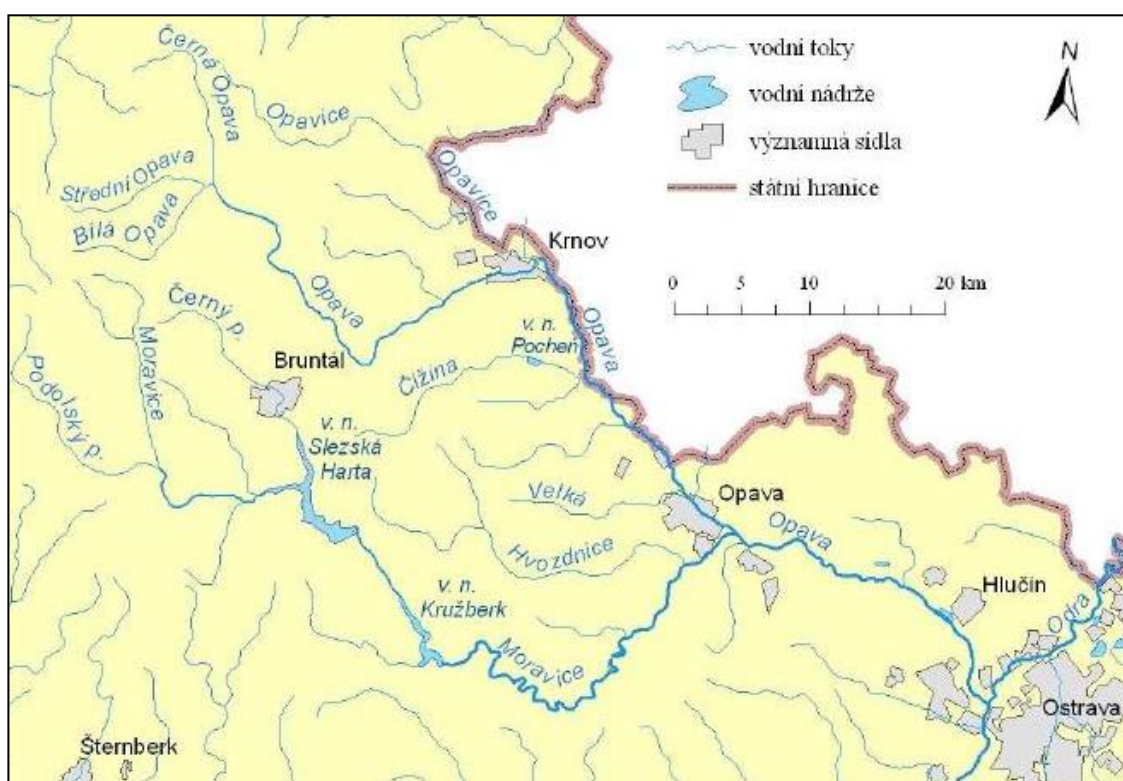 vodní toky
vodní nádrže
významná sídla
státní hranice
N
0 5 10 20 km
Černá Opava
Opavice
Opavice
Střední Opava
Bílá Opava
Krnov
Opava
Opava
Černý p.
Moravice
Podolský p.
Bruntál
v. n.
Pocheň
Čižina
v. n.
Slezská
Harta
Velká
Opava
Opava
Hvozdnice
v. n.
Kružberk
Moravice
Hlučín
Odra
Ostrava
Šternberk